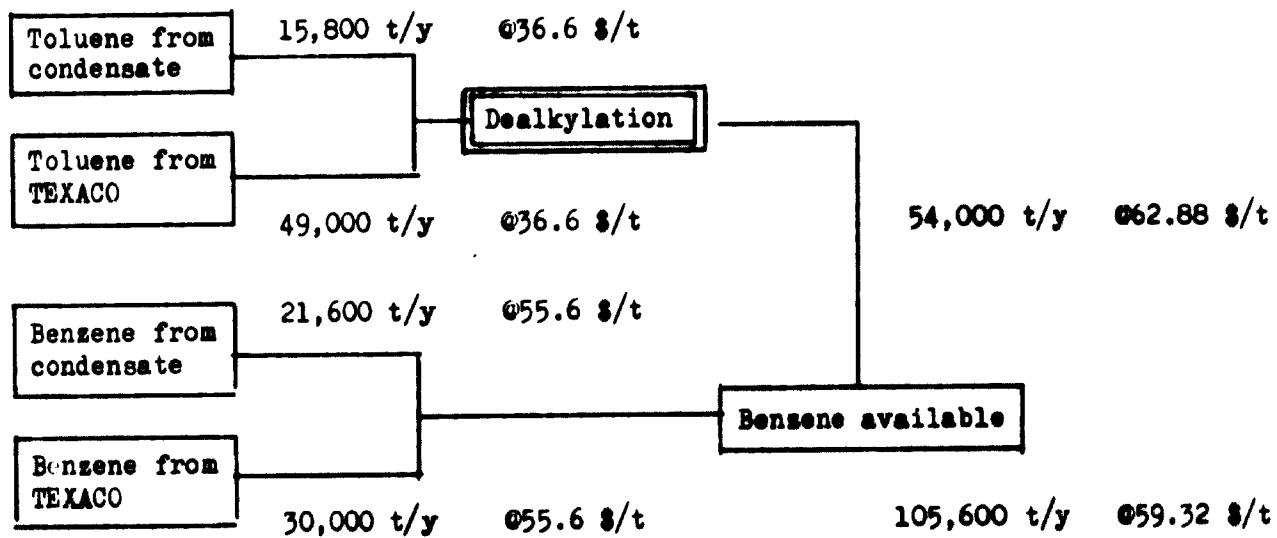 Toluene from
condensate
15,800 t/y @36.6 $/t
Dealkylation
Toluene from
TEXACO
49,000 t/y @36.6 $/t
54,000 t/y @62.88 $/t
21,600 t/y @55.6 $/t
Benzene from
condensate
Benzene available
Benzene from
TEXACO
30,000 t/y @55.6 $/t
105,600 t/y @59.32 $/t